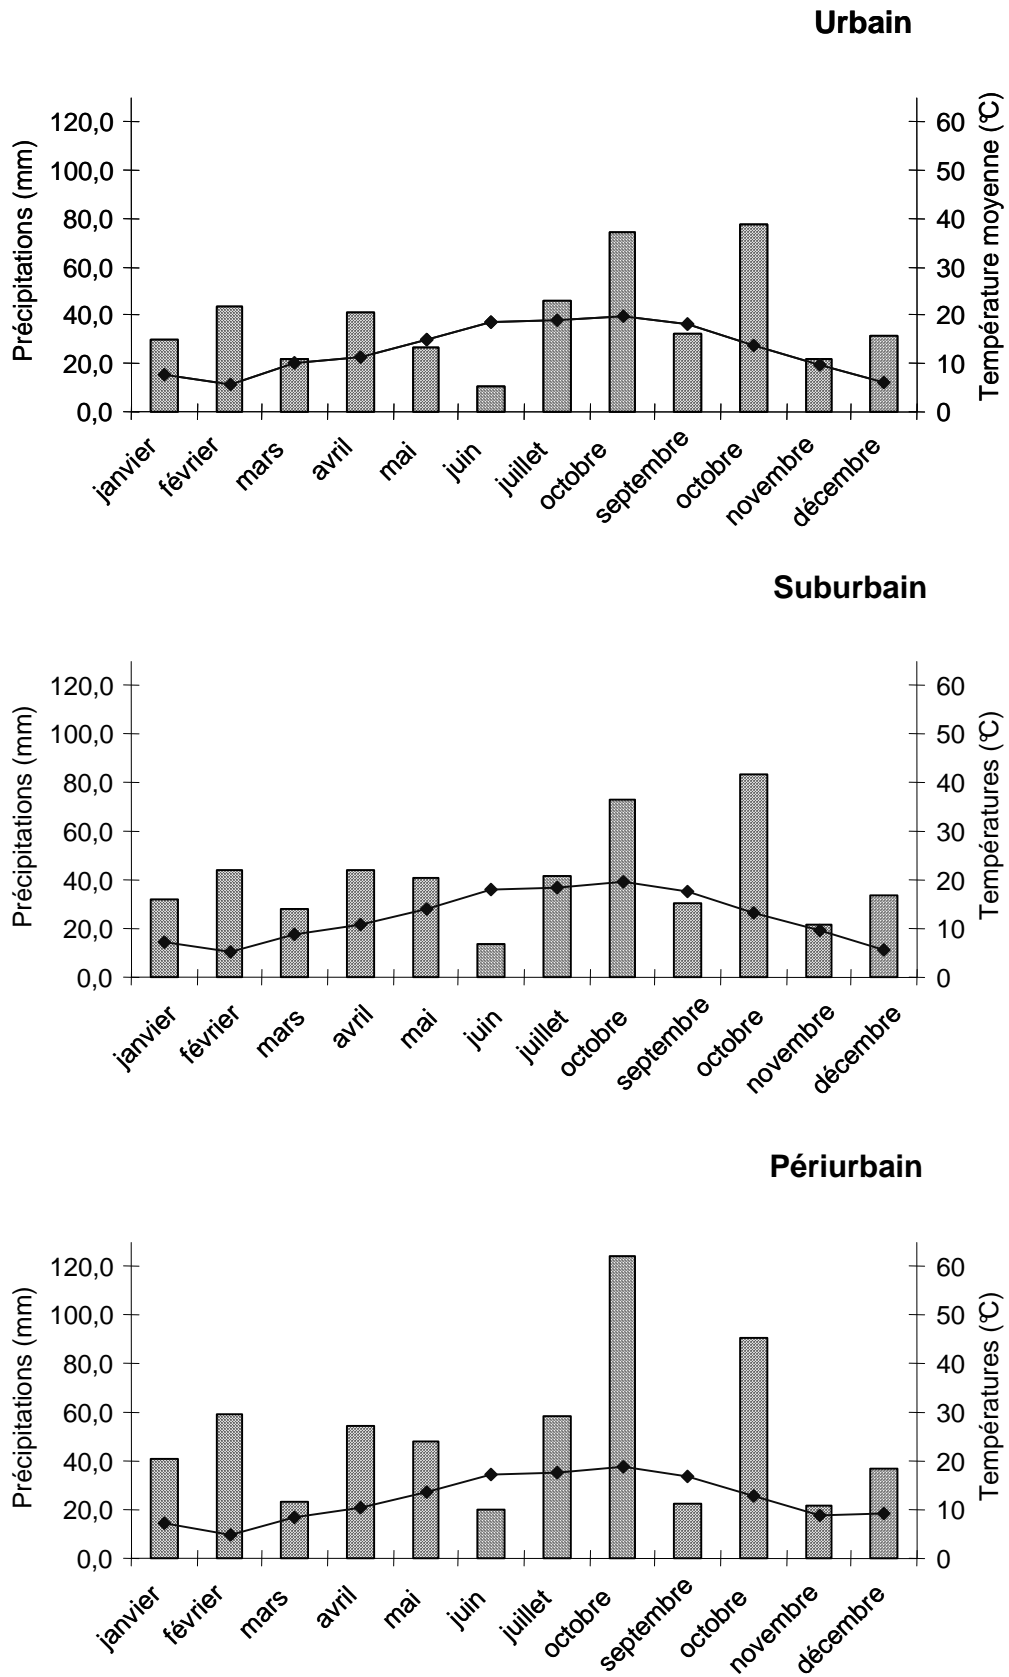 Urbain
Précipitations (mm)
120,0
100,0
80,0
60,0
40,0
20,0
0,0
Température moyenne (°C)
60
50
40
30
20
10
0
janvier
février
mars
avril
mai
juin
juillet
octobre
septembre
octobre
novembre
décembre
Suburbain
Précipitations (mm)
120,0
100,0
80,0
60,0
40,0
20,0
0,0
Températures (°C)
60
50
40
30
20
10
0
janvier
février
mars
avril
mai
juin
juillet
octobre
septembre
octobre
novembre
décembre
Périurbain
Précipitations (mm)
120,0
100,0
80,0
60,0
40,0
20,0
0,0
Températures (°C)
60
50
40
30
20
10
0
janvier
février
mars
avril
mai
juin
juillet
octobre
septembre
octobre
novembre
décembre